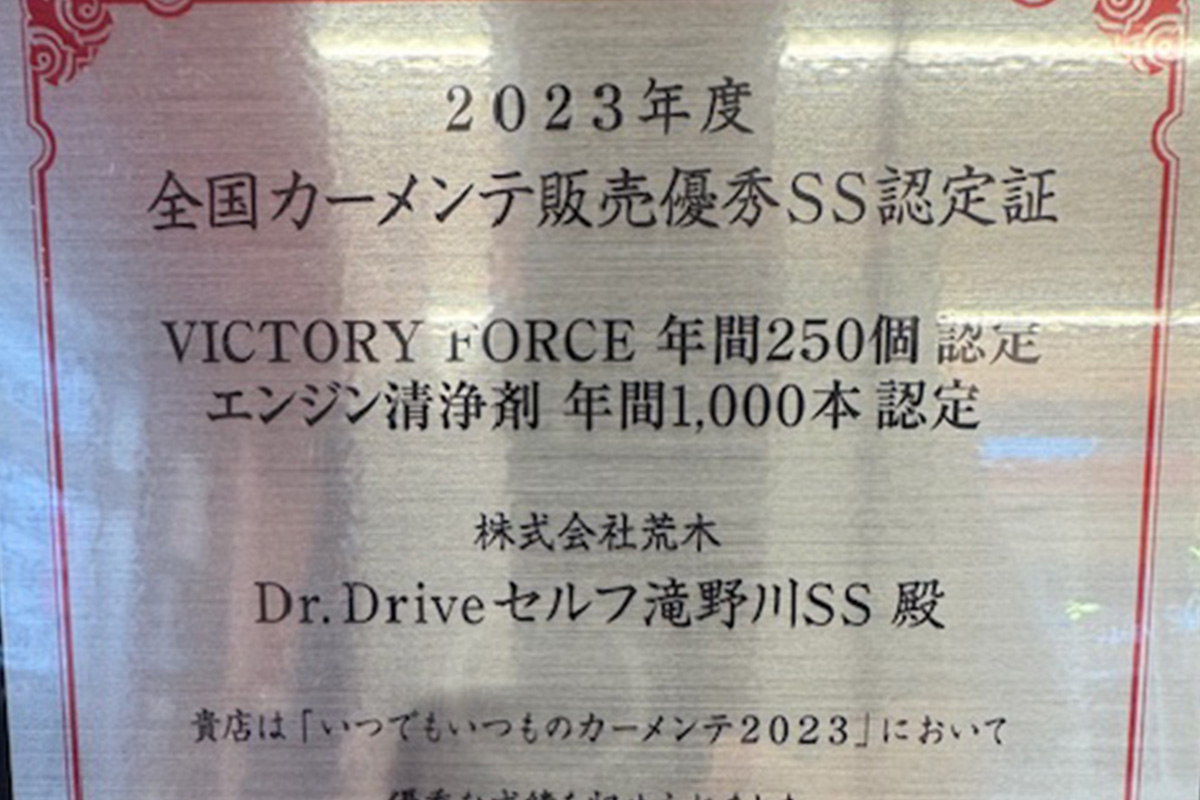 2023年度
全国カーメンテ販売優秀SS認定証
VICTORY FORCE 年間250個 認定
エンジン清浄剤 年間1,000本 認定
株式会社荒木
Dr.Driveセルフ滝野川SS 殿
貴店は「いつでもいつものカーメンテ2023」において